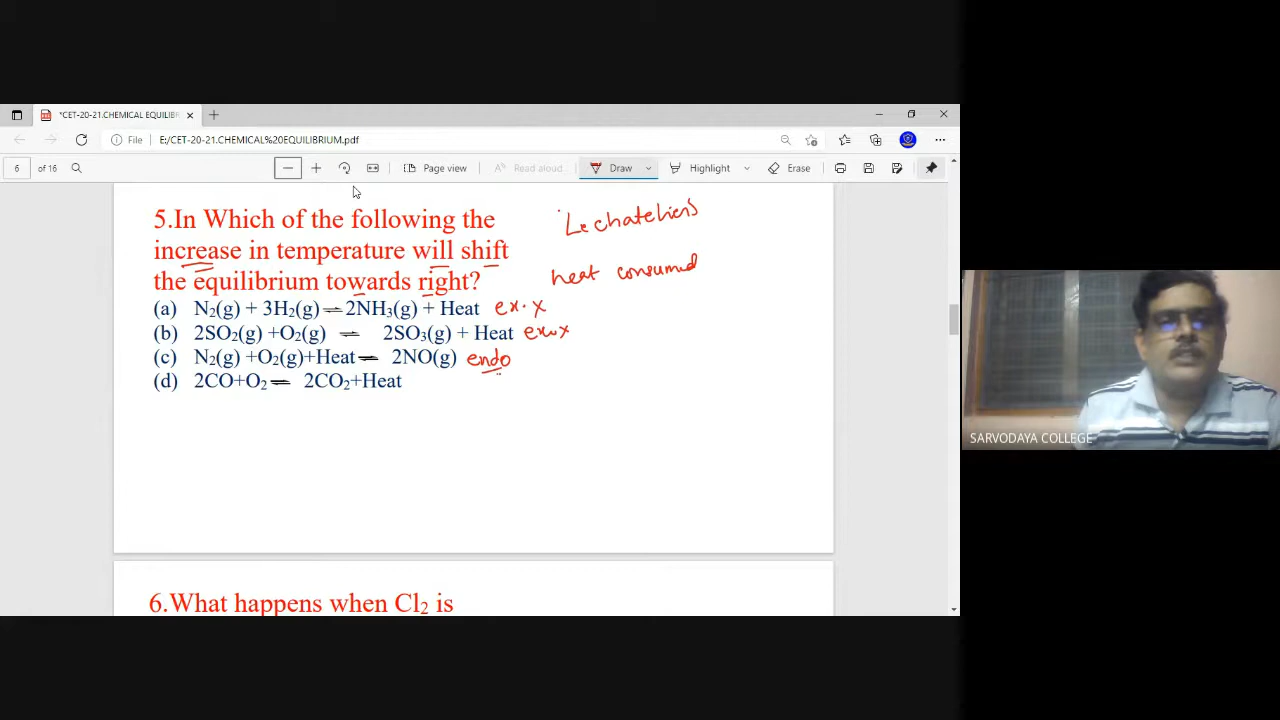 *CET-20-21.CHEMICAL EQUILIB
File E:/CET-20-21.CHEMICAL%20EQUILIBRIUM.pdf
6 of 16 Page view Read aloud Draw Highlight Erase
5.In Which of the following the
increase in temperature will shift
the equilibrium towards right?
Lechateliers
heat consumed
(a) N₂(g) + 3H₂(g)⇌2NH₃(g) + Heat ex. x
(b) 2SO₂(g) +O₂(g) ⇌ 2SO₃(g) + Heat exo x
(c) N₂(g) +O₂(g)+Heat⇌ 2NO(g) endo
(d) 2CO+O₂⇌ 2CO₂+Heat
6.What happens when Cl₂ is
SARVODAYA COLLEGE